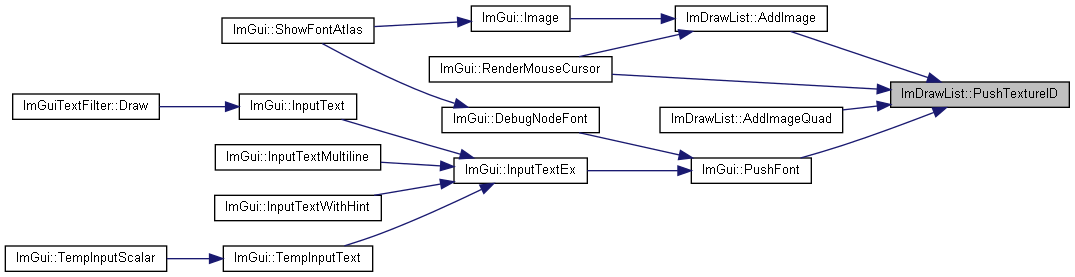 ImGui::ShowFontAtlas
ImGui::Image
ImDrawList::AddImage
ImGui::RenderMouseCursor
ImDrawList::PushTextureID
ImGuiTextFilter::Draw
ImGui::InputText
ImGui::DebugNodeFont
ImDrawList::AddImageQuad
ImGui::InputTextMultiline
ImGui::InputTextEx
ImGui::PushFont
ImGui::InputTextWithHint
ImGui::TempInputScalar
ImGui::TempInputText